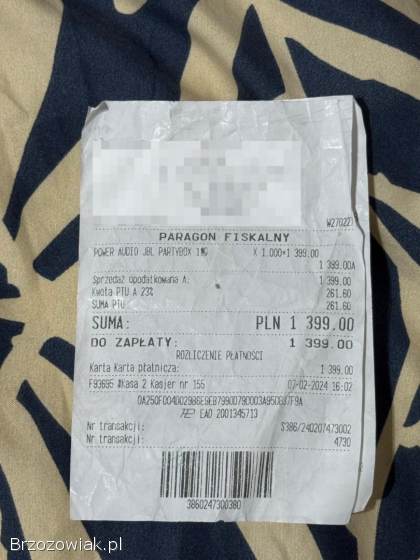 W270227
PARAGON FISKALNY
POWER AUDIO JBL PARTYBOX X 1.000*1 399.00
1 399.00A
Sprzedaż opodatkowana A: 1 399.00
Kwota PTU A 23% 261.60
SUMA PTU 261.60
SUMA: PLN 1 399.00
DO ZAPŁATY: 1 399.00
ROZLICZENIE PŁATNOŚCI
Karta Karta płatnicza: 1 399.00
F93695 #Kasa 2 Kasjer nr 155 07-02-2024 16:02
EAO 2001345713
Nr transakcji: S386/240207473002
Nr transakcji: 4730
3860247300380
Brzozowiak.pl